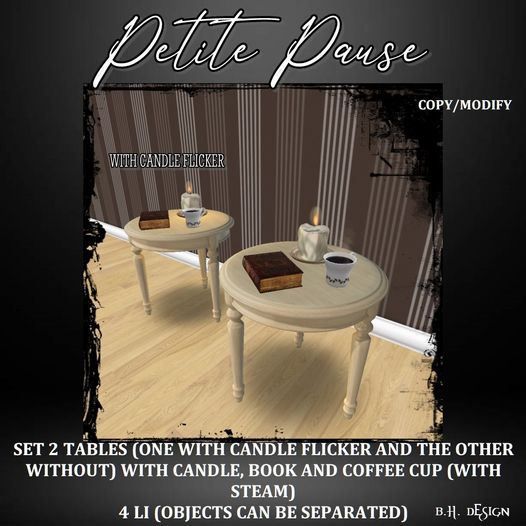 Petite Pause
COPY/MODIFY
WITH CANDLE FLICKER
SET 2 TABLES (ONE WITH CANDLE FLICKER AND THE OTHER
WITHOUT) WITH CANDLE, BOOK AND COFFEE CUP (WITH
STEAM)
4 LI (OBJECTS CAN BE SEPARATED)
B.H. DESIGN